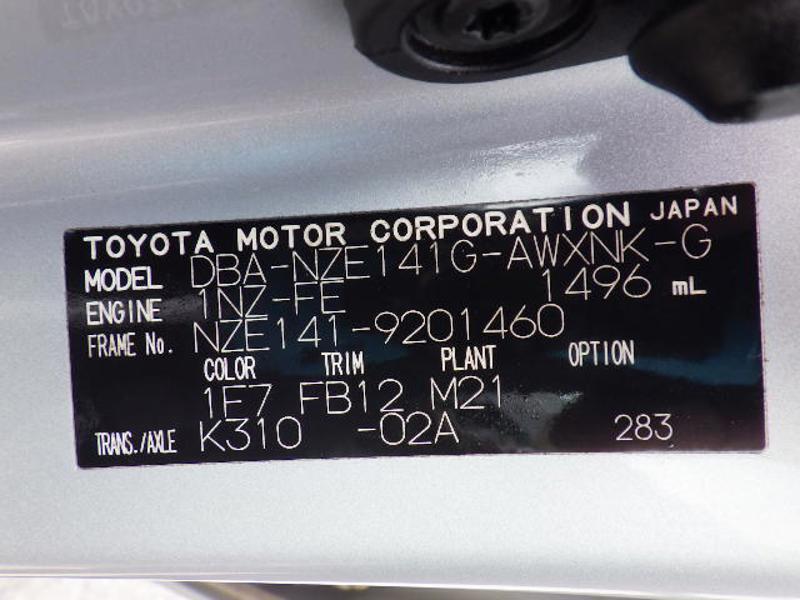 TOYOTA MOTOR CORPORATION JAPAN
MODEL DBA-NZE141G-AWXNK-G
ENGINE 1NZ-FE 1496 mL
FRAME No. NZE141-9201460
COLOR TRIM PLANT OPTION
1F7 FB12 M21
TRANS./AXLE K310 -02A 283